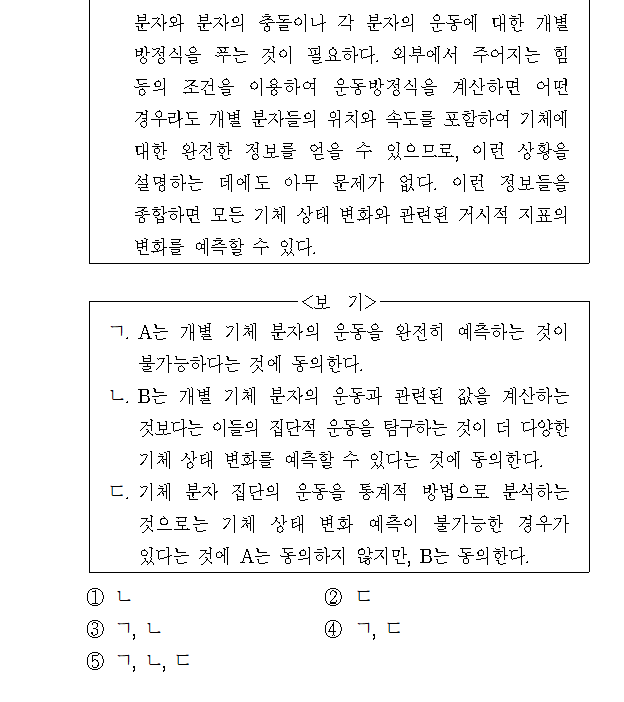 분자와 분자의 충돌이나 각 분자의 운동에 대한 개별
방정식을 푸는 것이 필요하다. 외부에서 주어지는 힘
등의 조건을 이용하여 운동방정식을 계산하면 어떤
경우라도 개별 분자들의 위치와 속도를 포함하여 기체에
대한 완전한 정보를 얻을 수 있으므로, 이런 상황을
설명하는 데에도 아무 문제가 없다. 이런 정보들을
종합하면 모든 기체 상태 변화와 관련된 거시적 지표의
변화를 예측할 수 있다.
<보 기>
ㄱ. A는 개별 기체 분자의 운동을 완전히 예측하는 것이
불가능하다는 것에 동의한다.
ㄴ. B는 개별 기체 분자의 운동과 관련된 값을 계산하는
것보다는 이들의 집단적 운동을 탐구하는 것이 더 다양한
기체 상태 변화를 예측할 수 있다는 것에 동의한다.
ㄷ. 기체 분자 집단의 운동을 통계적 방법으로 분석하는
것으로는 기체 상태 변화 예측이 불가능한 경우가
있다는 것에 A는 동의하지 않지만, B는 동의한다.
① ㄴ ② ㄷ
③ ㄱ, ㄴ ④ ㄱ, ㄷ
⑤ ㄱ, ㄴ, ㄷ